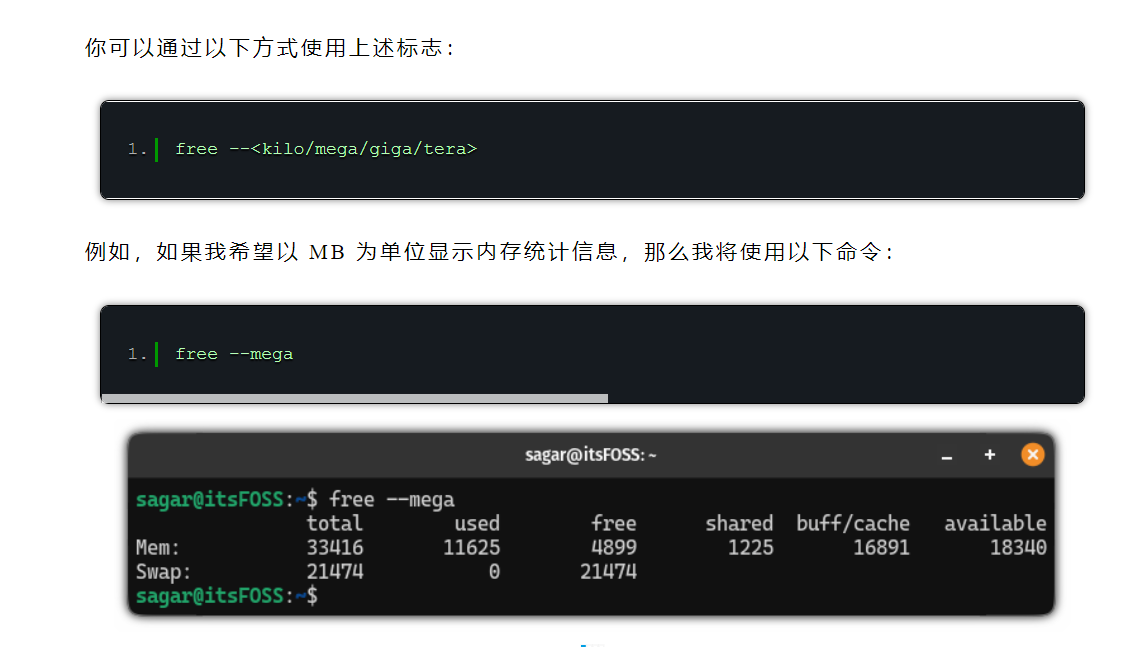 你可以通过以下方式使用上述标志：
1. free --<kilo/mega/giga/tera>
例如，如果我希望以 MB 为单位显示内存统计信息，那么我将使用以下命令：
1. free --mega
sagar@itsFOSS: ~
sagar@itsFOSS:~$ free --mega
total used free shared buff/cache available
Mem: 33416 11625 4899 1225 16891 18340
Swap: 21474 0 21474
sagar@itsFOSS:~$